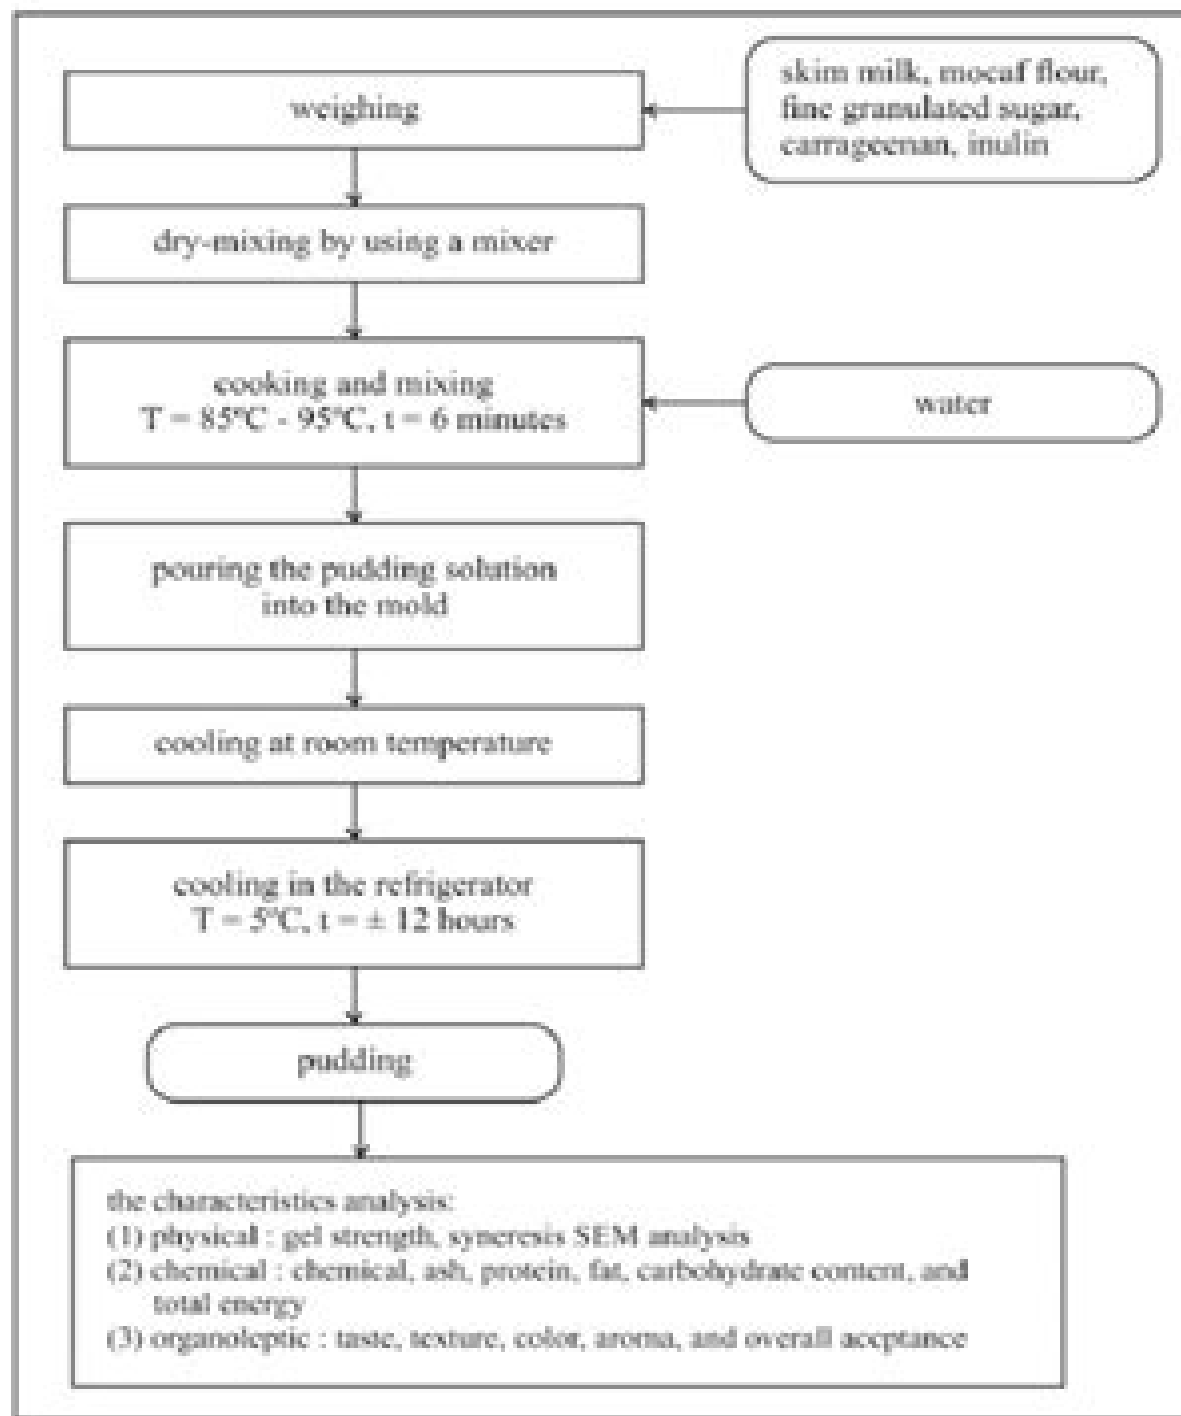 skim milk, mocaf flour,
fine granulated sugar,
carrageenan, inulin
weighing
dry-mixing by using a mixer
cooking and mixing
T = 85°C - 95°C, t = 6 minutes
water
pouring the pudding solution
into the mold
cooling at room temperature
cooling in the refrigerator
T = 5°C, t = ± 12 hours
pudding
the characteristics analysis:
(1) physical : gel strength, syneresis SEM analysis
(2) chemical : chemical, ash, protein, fat, carbohydrate content, and
total energy
(3) organoleptic : taste, texture, color, aroma, and overall aceptance